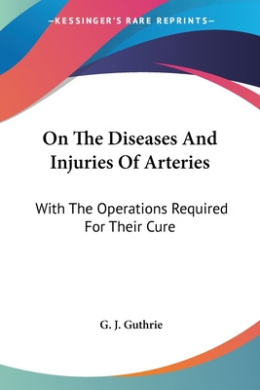 KESSINGER'S RARE REPRINTS
On The Diseases And
Injuries Of Arteries
With The Operations Required
For Their Cure
G. J. Guthrie